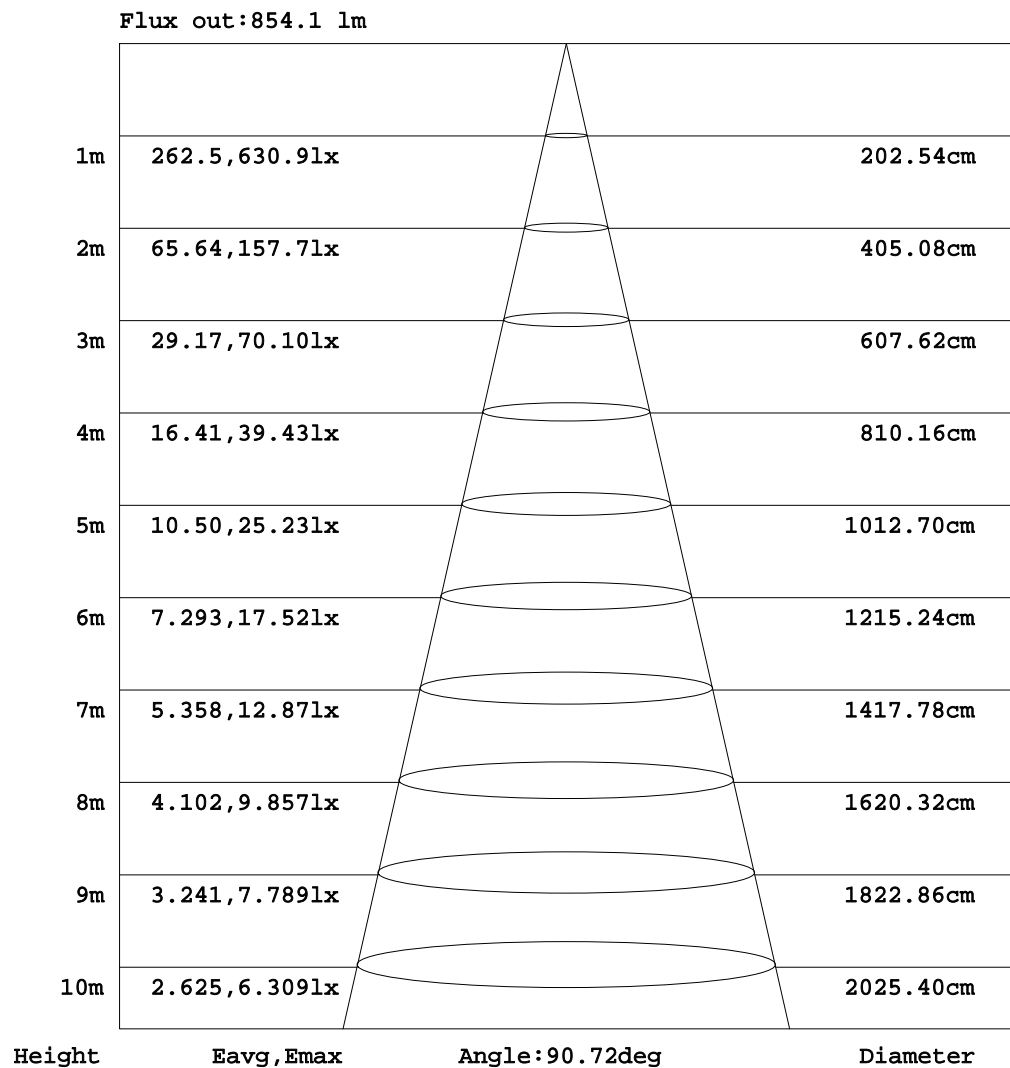 Flux out:854.1 lm
1m 262.5,630.9lx 202.54cm
2m 65.64,157.7lx 405.08cm
3m 29.17,70.10lx 607.62cm
4m 16.41,39.43lx 810.16cm
5m 10.50,25.23lx 1012.70cm
6m 7.293,17.52lx 1215.24cm
7m 5.358,12.87lx 1417.78cm
8m 4.102,9.857lx 1620.32cm
9m 3.241,7.789lx 1822.86cm
10m 2.625,6.309lx 2025.40cm
Height Eavg,Emax Angle:90.72deg Diameter